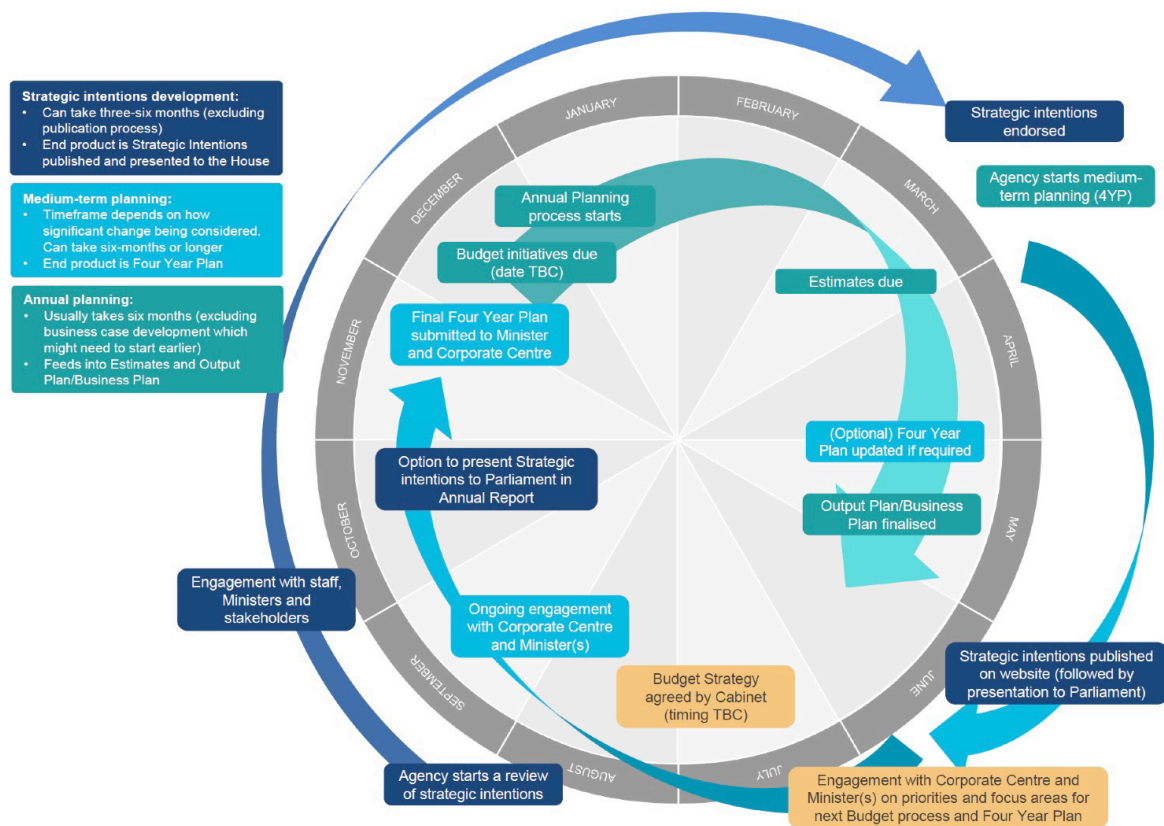 Strategic intentions development:
• Can take three-six months (excluding
publication process)
• End product is Strategic Intentions
published and presented to the House
Medium-term planning:
• Timeframe depends on how
significant change being considered.
Can take six-months or longer
• End product is Four Year Plan
Annual planning:
• Usually takes six months (excluding
business case development which
might need to start earlier)
• Feeds into Estimates and Output
Plan/Business Plan
JANUARY
FEBRUARY
MARCH
APRIL
MAY
JUNE
JULY
AUGUST
SEPTEMBER
OCTOBER
NOVEMBER
DECEMBER
Strategic intentions
endorsed
Agency starts medium-
term planning (4YP)
Annual Planning
process starts
Budget initiatives due
(date TBC)
Estimates due
Final Four Year Plan
submitted to Minister
and Corporate Centre
(Optional) Four Year
Plan updated if required
Option to present Strategic
intentions to Parliament in
Annual Report
Output Plan/Business
Plan finalised
Engagement with staff,
Ministers and
stakeholders
Ongoing engagement
with Corporate Centre
and Minister(s)
Budget Strategy
agreed by Cabinet
(timing TBC)
Strategic intentions published
on website (followed by
presentation to Parliament)
Agency starts a review
of strategic intentions
Engagement with Corporate Centre and
Minister(s) on priorities and focus areas for
next Budget process and Four Year Plan